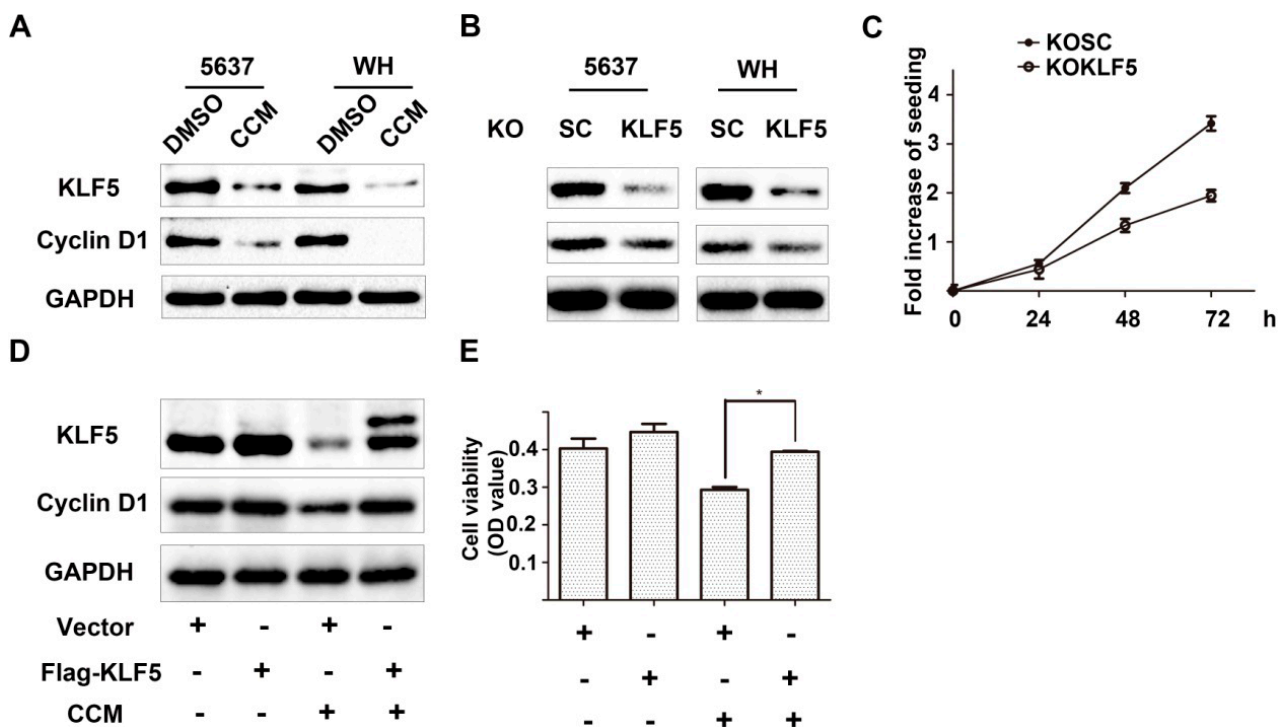 A
5637 WH
DMSO CCM DMSO CCM
KLF5
Cyclin D1
GAPDH
B
5637 WH
KO SC KLF5 SC KLF5
C
KOSC
KOKLF5
Fold increase of seeding
4
3
2
1
0 24 48 72 h
D
KLF5
Cyclin D1
GAPDH
Vector + - + -
Flag-KLF5 - + - +
CCM - - + +
E
*
Cell viability
(OD value)
0.4
0.3
0.2
0.1
+ - + -
- + - +
- - + +